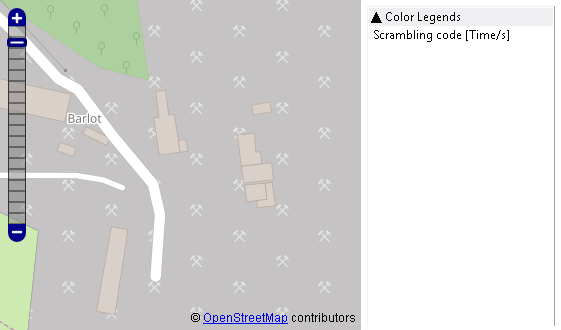 ▲ Color Legends
Scrambling code [Time/s]
Barlot
© OpenStreetMap contributors